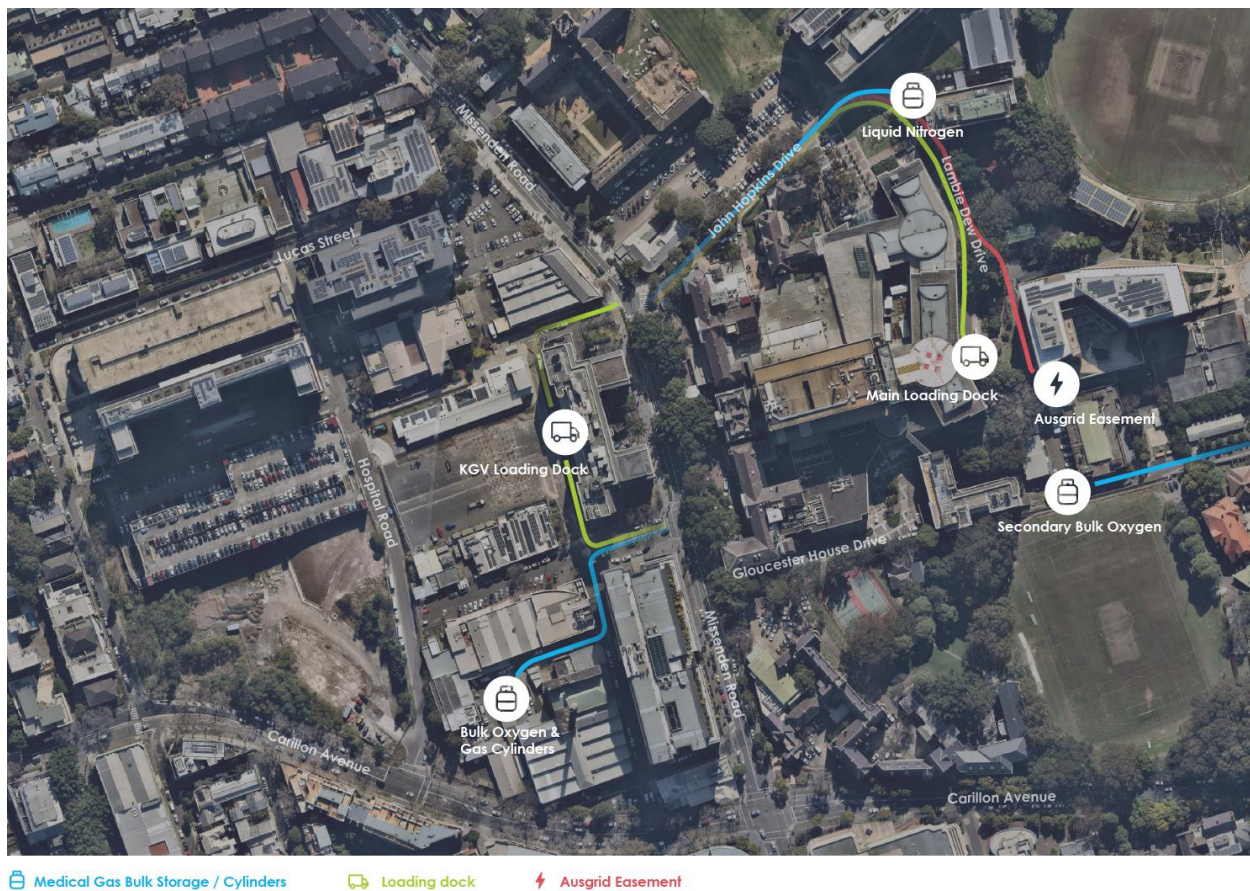 Liquid Nitrogen
Missenden Road
John Hopkins Drive
Lambie Dew Drive
Lucas Street
Main Loading Dock
Ausgrid Easement
KGV Loading Dock
Hospital Road
Secondary Bulk Oxygen
Gloucester House Drive
Missenden Road
Bulk Oxygen &
Gas Cylinders
Carillon Avenue
Carillon Avenue
Medical Gas Bulk Storage / Cylinders
Loading dock
Ausgrid Easement